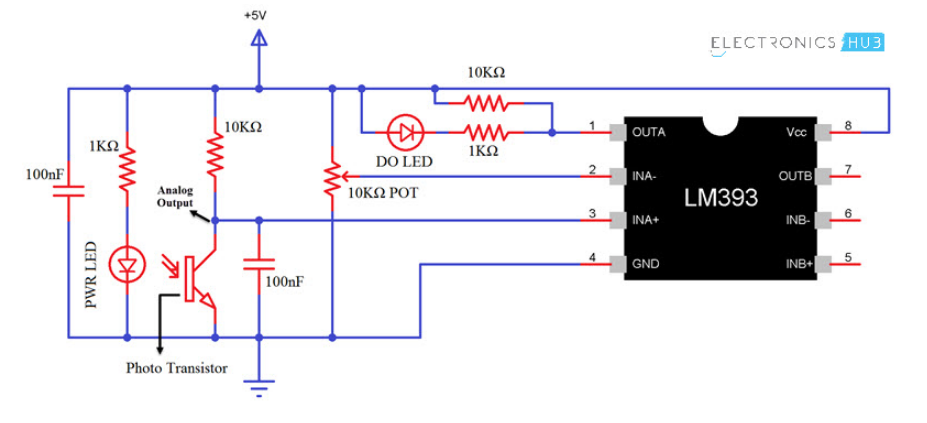 +5V
ELECTRONICS HUB
10KΩ
10KΩ
1 OUTA
Vcc 8
1KΩ
DO LED
1KΩ
100nF
2 INA-
OUTB 7
10KΩ POT
Analog
Output
LM393
3 INA+
INB- 6
PWR LED
4 GND
INB+ 5
100nF
Photo Transistor